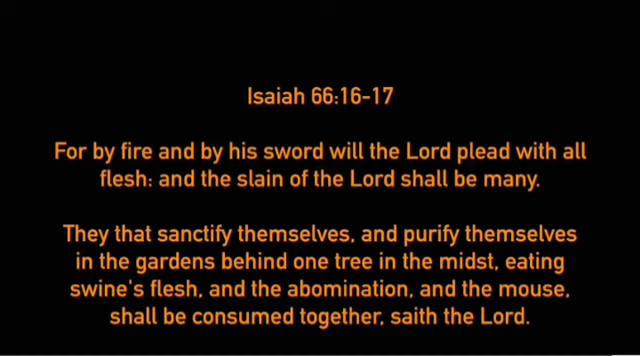 Isaiah 66:16-17
For by fire and by his sword will the Lord plead with all
flesh: and the slain of the Lord shall be many.
They that sanctify themselves, and purify themselves
in the gardens behind one tree in the midst, eating
swine's flesh, and the abomination, and the mouse,
shall be consumed together, saith the Lord.